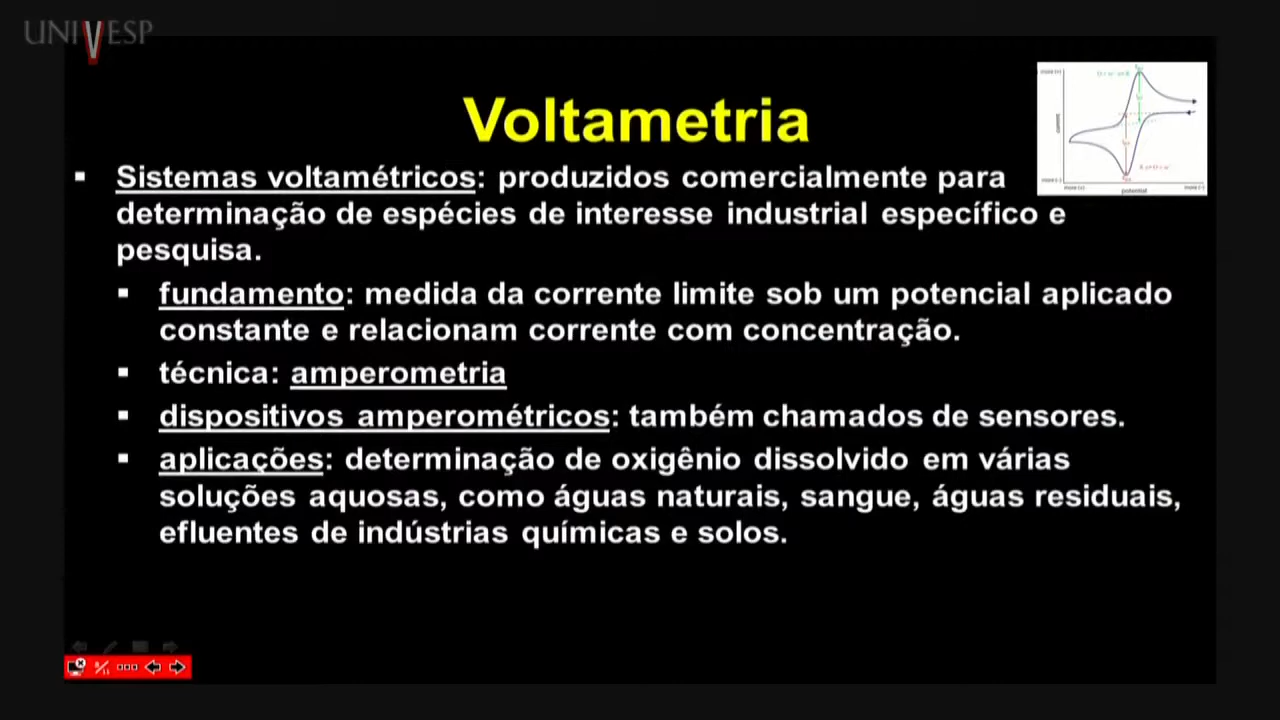 UNIVESP
Voltametria
▪ Sistemas voltamétricos: produzidos comercialmente para
determinação de espécies de interesse industrial específico e
pesquisa.
▪ fundamento: medida da corrente limite sob um potencial aplicado
constante e relacionam corrente com concentração.
▪ técnica: amperometria
▪ dispositivos amperométricos: também chamados de sensores.
▪ aplicações: determinação de oxigênio dissolvido em várias
soluções aquosas, como águas naturais, sangue, águas residuais,
efluentes de indústrias químicas e solos.
current
potential